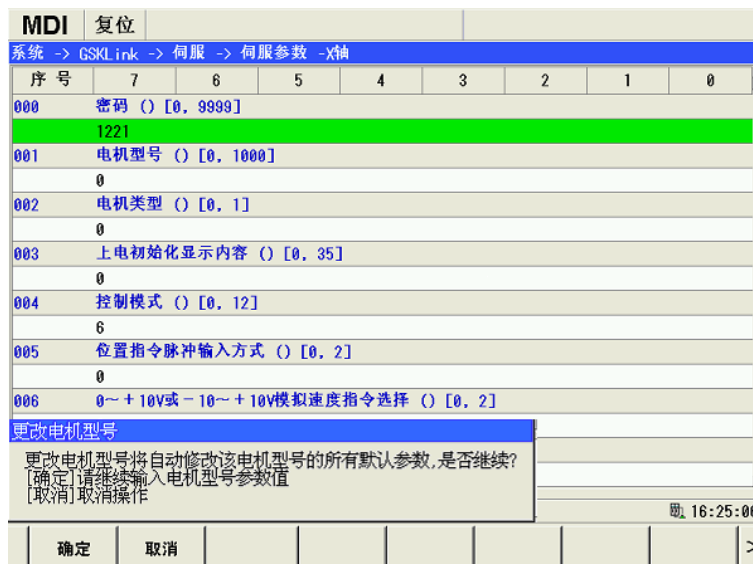 MDI 复位
系统 -> GSKLink -> 伺服 -> 伺服参数 -X轴
序 号 7 6 5 4 3 2 1 0
000 密码 () [0, 9999]
1221
001 电机型号 () [0, 1000]
0
002 电机类型 () [0, 1]
0
003 上电初始化显示内容 () [0, 35]
0
004 控制模式 () [0, 12]
6
005 位置指令脉冲输入方式 () [0, 2]
0
006 0～＋10V或－10～＋10V模拟速度指令选择 () [0, 2]
更改电机型号
更改电机型号将自动修改该电机型号的所有默认参数,是否继续?
[确定]请继续输入电机型号参数值
[取消]取消操作
16:25:06
确定 取消 >